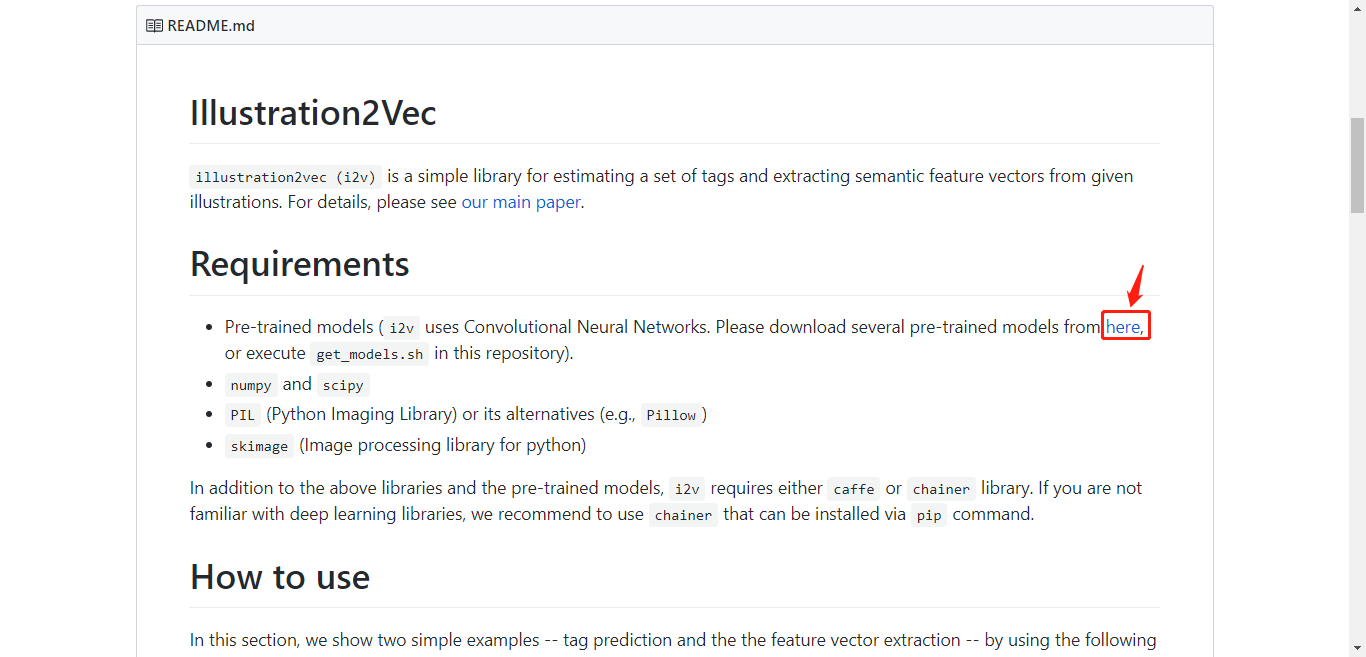 README.md
Illustration2Vec
illustration2vec (i2v) is a simple library for estimating a set of tags and extracting semantic feature vectors from given
illustrations. For details, please see our main paper.
Requirements
Pre-trained models ( i2v uses Convolutional Neural Networks. Please download several pre-trained models from here,
or execute get_models.sh in this repository).
numpy and scipy
PIL (Python Imaging Library) or its alternatives (e.g., Pillow )
skimage (Image processing library for python)
In addition to the above libraries and the pre-trained models, i2v requires either caffe or chainer library. If you are not
familiar with deep learning libraries, we recommend to use chainer that can be installed via pip command.
How to use
In this section, we show two simple examples -- tag prediction and the the feature vector extraction -- by using the following